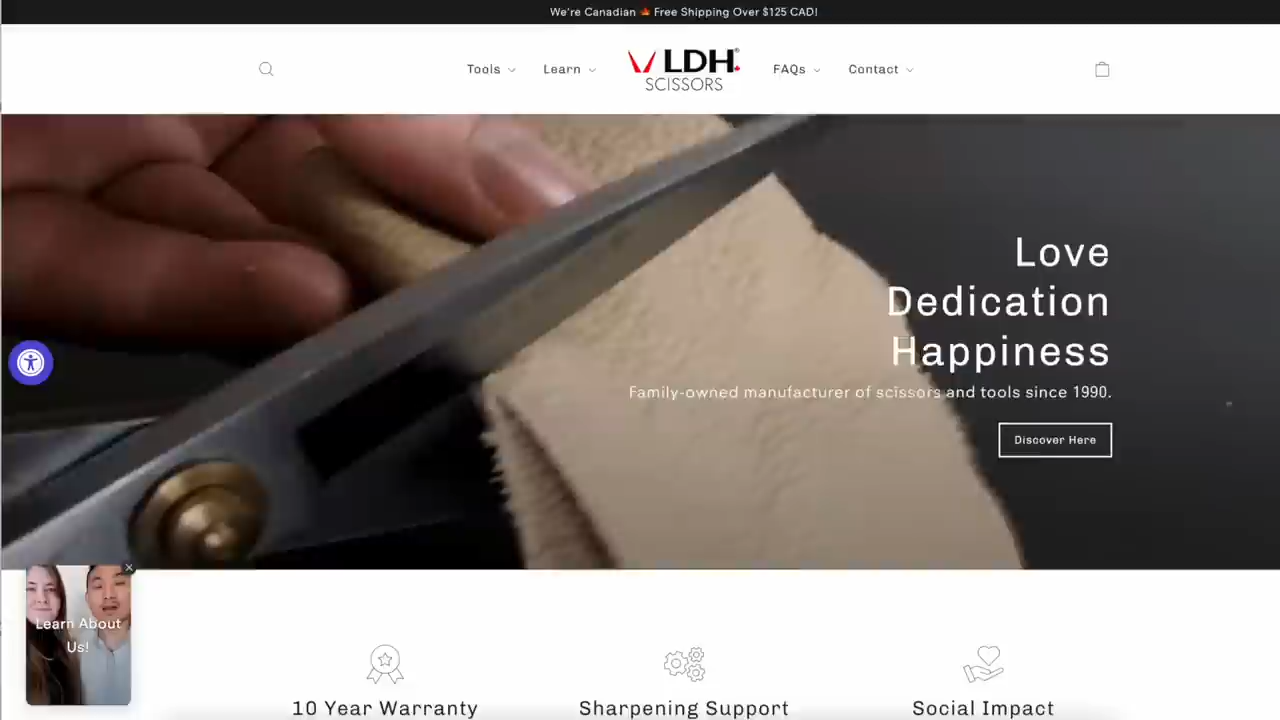 We're Canadian 🍁 Free Shipping Over $125 CAD!
Tools
Learn
LDH®
SCISSORS
FAQs
Contact
Love
Dedication
Happiness
Family-owned manufacturer of scissors and tools since 1990.
Discover Here
Learn About
Us!
10 Year Warranty
Sharpening Support
Social Impact